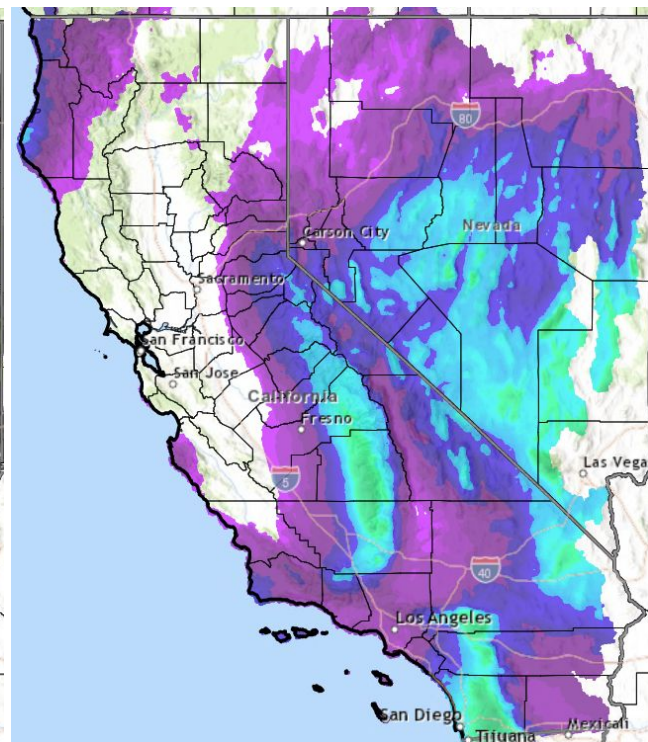 80
Nevada
Carson City
Sacramento
San Francisco
San Jose
California
Fresno
5
Las Vega
40
Los Angeles
San Diego
Tijuana
Mexicali